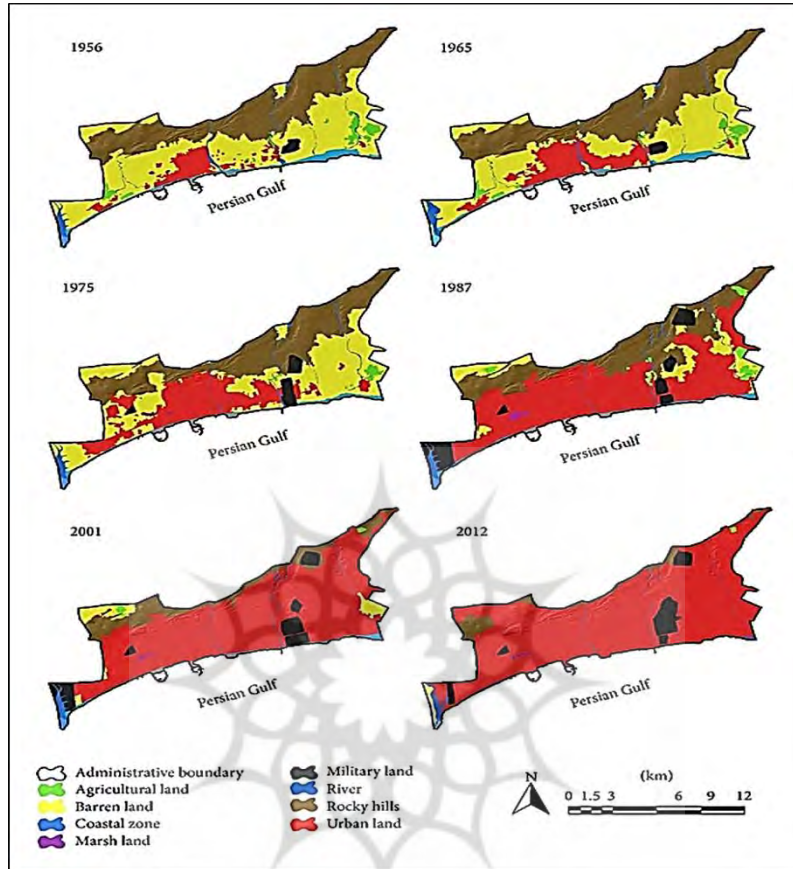 1956
1965
Persian Gulf
Persian Gulf
1975
1987
Persian Gulf
Persian Gulf
2001
2012
Persian Gulf
Persian Gulf
Administrative boundary
Agricultural land
Barren land
Coastal zone
Marsh land
Military land
River
Rocky hills
Urban land
N
(km)
0 1.5 3 6 9 12